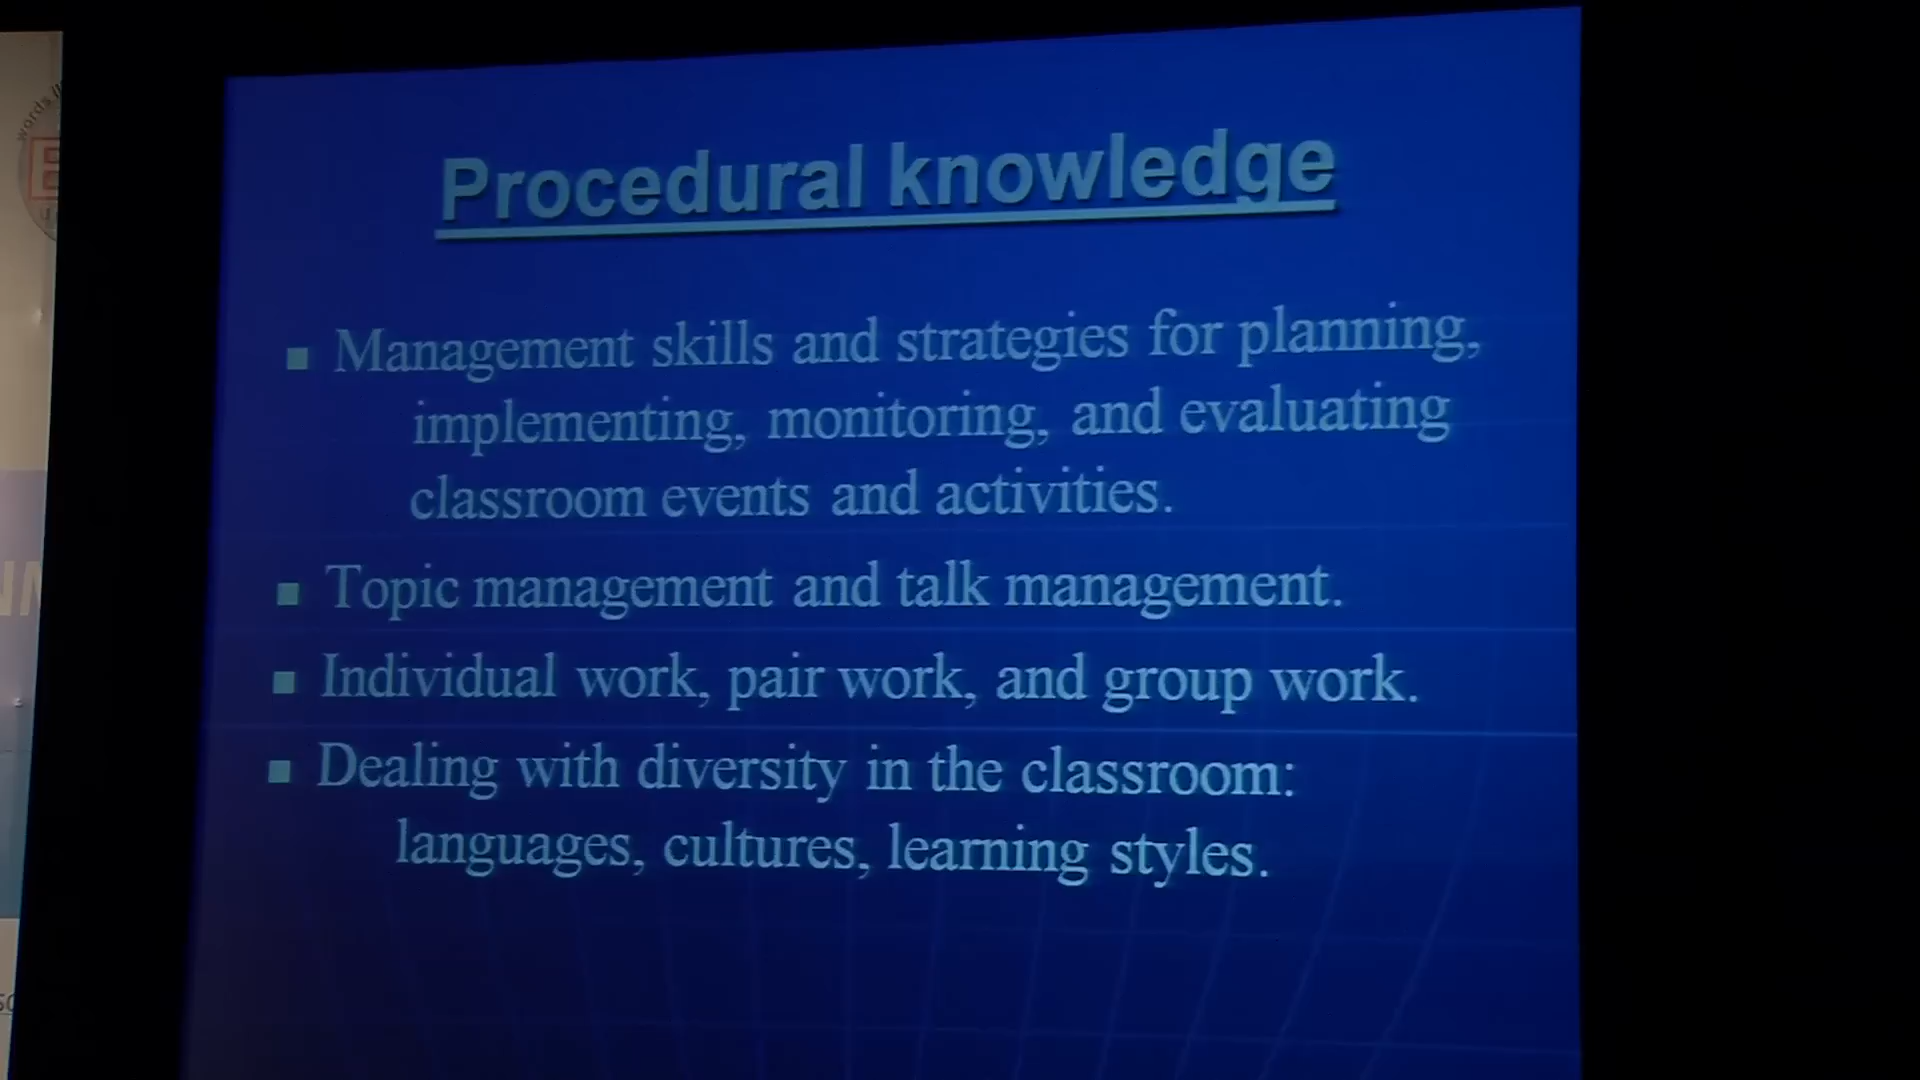 words
Procedural knowledge
Management skills and strategies for planning,
implementing, monitoring, and evaluating
classroom events and activities.
Topic management and talk management.
Individual work, pair work, and group work.
Dealing with diversity in the classroom:
languages, cultures, learning styles.